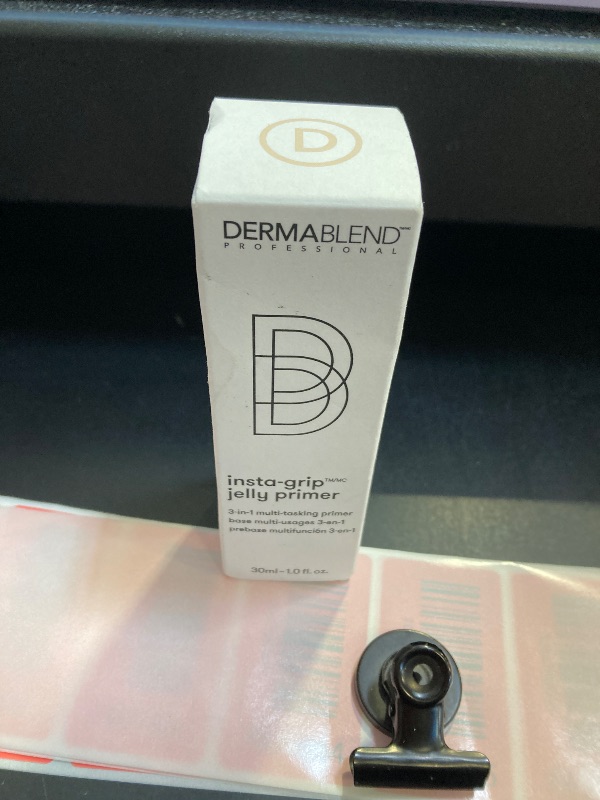 D
DERMABLEND™
PROFESSIONAL
insta-grip™/MC
jelly primer
3-in-1 multi-tasking primer
base multi-usages 3-en-1
prebase multifunción 3-en-1
30ml-1.0 fl. oz.